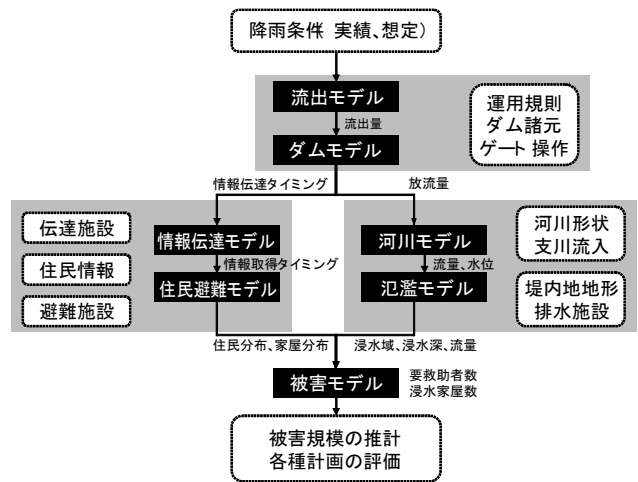 降雨条件 実績、想定）
流出モデル
流出量
ダムモデル
運用規則
ダム諸元
ゲート 操作
情報伝達タイミング
放流量
伝達施設
住民情報
避難施設
情報伝達モデル
情報取得タイミング
住民避難モデル
河川モデル
流量、水位
氾濫モデル
河川形状
支川流入
堤内地地形
排水施設
住民分布、家屋分布
浸水域、浸水深、流量
被害モデル
要救助者数
浸水家屋数
被害規模の推計
各種計画の評価